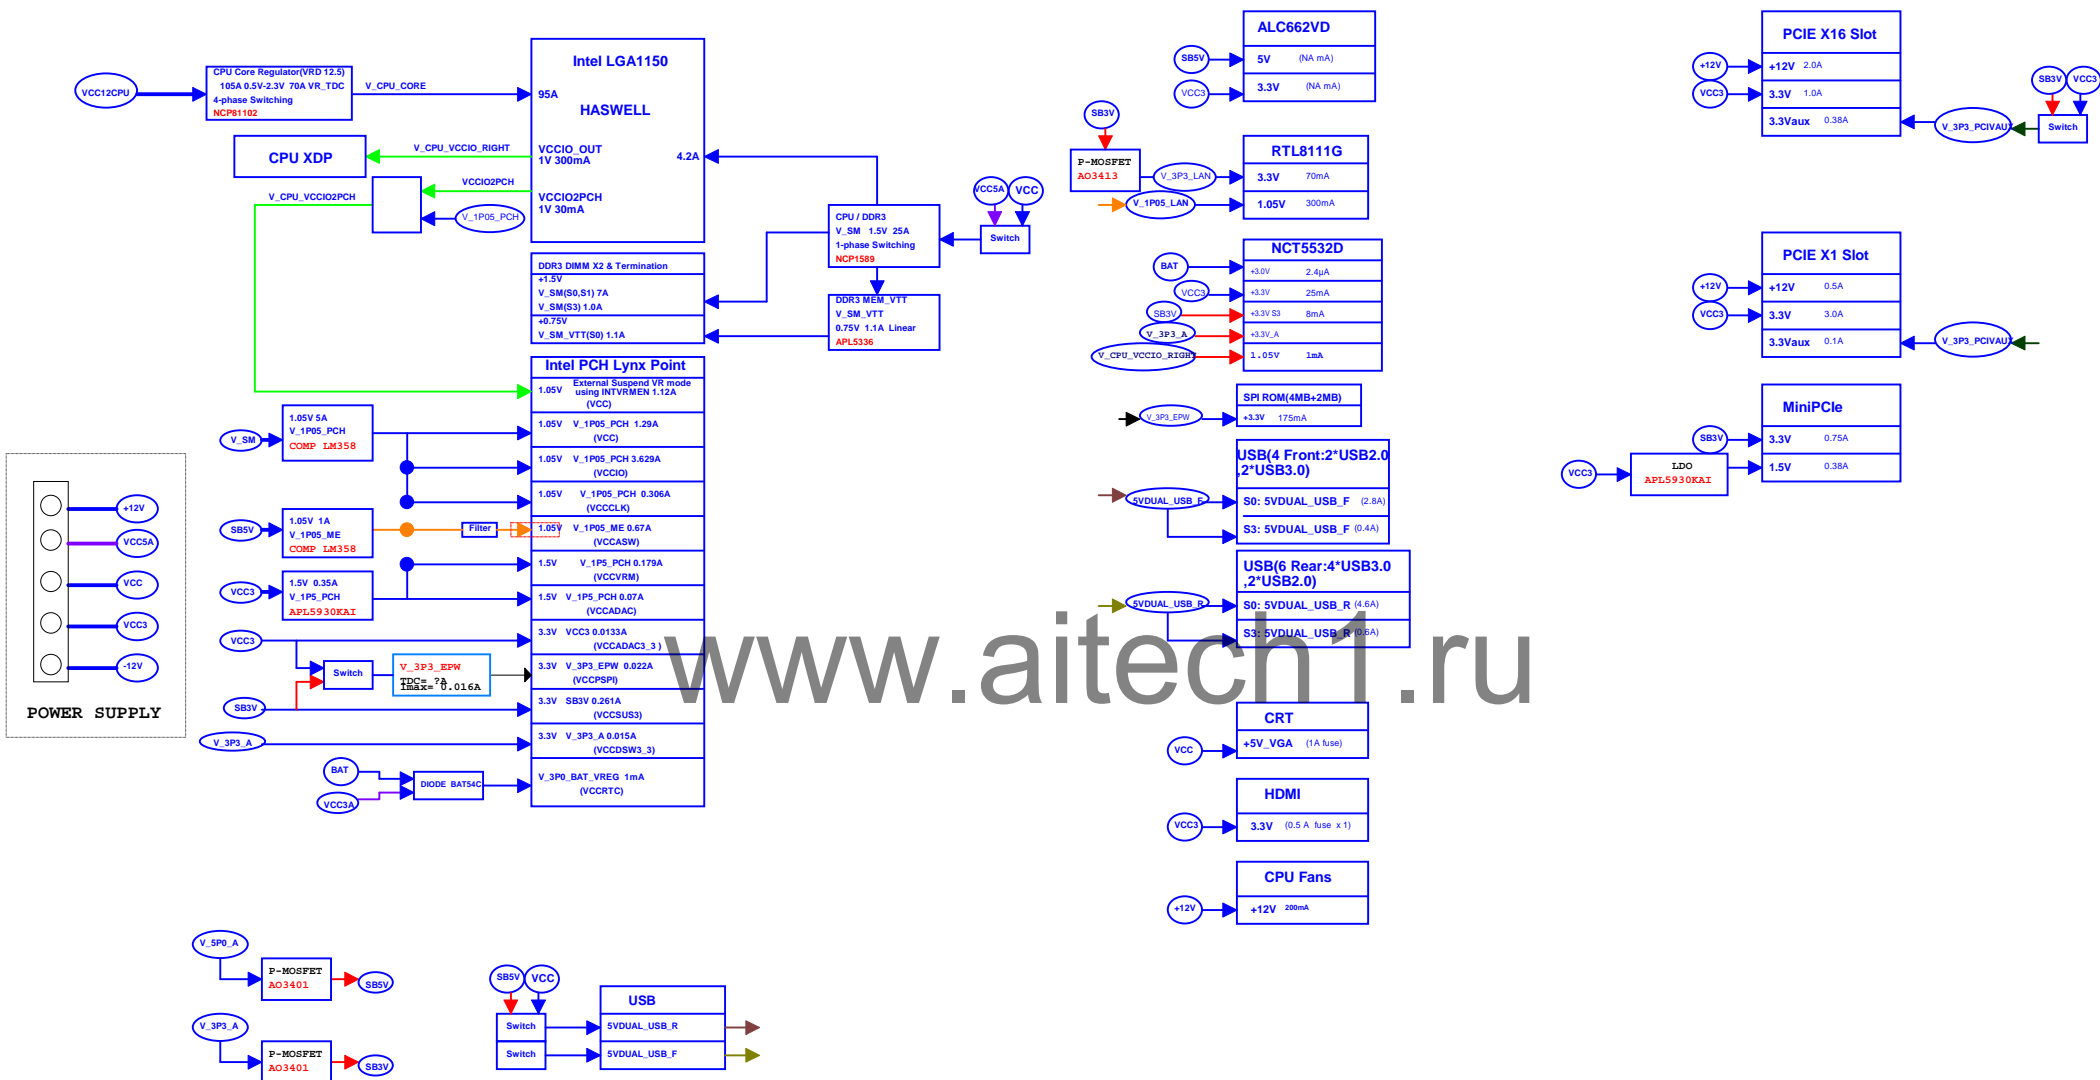 VCC12CPU
CPU Core Regulator(VRD 12.5)
105A 0.5V-2.3V 70A VR_TDC
4-phase Switching
NCP81102
V_CPU_CORE
Intel LGA1150
95A
HASWELL
VCCIO_OUT
1V 300mA
4.2A
VCCIO2PCH
1V 30mA
CPU XDP
V_CPU_VCCIO_RIGHT
VCCIO2PCH
V_CPU_VCCIO2PCH
V_1P05_PCH
CPU / DDR3
V_SM 1.5V 25A
1-phase Switching
NCP1589
VCC5A
VCC
Switch
DDR3 DIMM X2 & Termination
+1.5V
V_SM(S0,S1) 7A
V_SM(S3) 1.0A
+0.75V
V_SM_VTT(S0) 1.1A
DDR3 MEM_VTT
V_SM_VTT
0.75V 1.1A Linear
APL5336
Intel PCH Lynx Point
1.05V External Suspend VR mode
using INTVRMEN 1.12A
(VCC)
1.05V V_1P05_PCH 1.29A
(VCC)
1.05V V_1P05_PCH 3.629A
(VCCIO)
1.05V V_1P05_PCH 0.306A
(VCCCLK)
1.05V V_1P05_ME 0.67A
(VCCASW)
1.5V V_1P5_PCH 0.179A
(VCCVRM)
1.5V V_1P5_PCH 0.07A
(VCCADAC)
3.3V VCC3 0.0133A
(VCCADAC3_3 )
3.3V V_3P3_EPW 0.022A
(VCCPSPI)
3.3V SB3V 0.261A
(VCCSUS3)
3.3V V_3P3_A 0.015A
(VCCDSW3_3)
V_3P0_BAT_VREG 1mA
(VCCRTC)
V_SM
1.05V 5A
V_1P05_PCH
COMP LM358
SB5V
1.05V 1A
V_1P05_ME
COMP LM358
Filter
VCC3
1.5V 0.35A
V_1P5_PCH
APL5930KAI
VCC3
Switch
V_3P3_EPW
TDC= ?A
Imax= 0.016A
SB3V
V_3P3_A
BAT
VCC3A
DIODE BAT54C
+12V
VCC5A
VCC
VCC3
-12V
POWER SUPPLY
V_5P0_A
P-MOSFET
AO3401
SB5V
V_3P3_A
P-MOSFET
AO3401
SB3V
SB5V
VCC
Switch
Switch
USB
5VDUAL_USB_R
5VDUAL_USB_F
ALC662VD
SB5V
5V (NA mA)
VCC3
3.3V (NA mA)
SB3V
P-MOSFET
AO3413
V_3P3_LAN
V_1P05_LAN
RTL8111G
3.3V 70mA
1.05V 300mA
NCT5532D
BAT
+3.0V 2.4µA
VCC3
+3.3V 25mA
SB3V
+3.3V S3 8mA
V_3P3_A
+3.3V_A
V_CPU_VCCIO_RIGHT
1.05V 1mA
SPI ROM(4MB+2MB)
V_3P3_EPW
+3.3V 175mA
USB(4 Front:2*USB2.0
,2*USB3.0)
5VDUAL_USB_F
S0: 5VDUAL_USB_F (2.8A)
S3: 5VDUAL_USB_F (0.4A)
USB(6 Rear:4*USB3.0
,2*USB2.0)
5VDUAL_USB_R
S0: 5VDUAL_USB_R (4.6A)
S3: 5VDUAL_USB_R (0.6A)
www.aitech1.ru
CRT
VCC
+5V_VGA (1A fuse)
HDMI
VCC3
3.3V (0.5 A fuse x 1)
CPU Fans
+12V
+12V 200mA
PCIE X16 Slot
+12V
+12V 2.0A
VCC3
3.3V 1.0A
3.3Vaux 0.38A
V_3P3_PCIVAUX
SB3V
VCC3
Switch
PCIE X1 Slot
+12V
+12V 0.5A
VCC3
3.3V 3.0A
3.3Vaux 0.1A
V_3P3_PCIVAUX
MiniPCIe
SB3V
3.3V 0.75A
1.5V 0.38A
VCC3
LDO
APL5930KAI